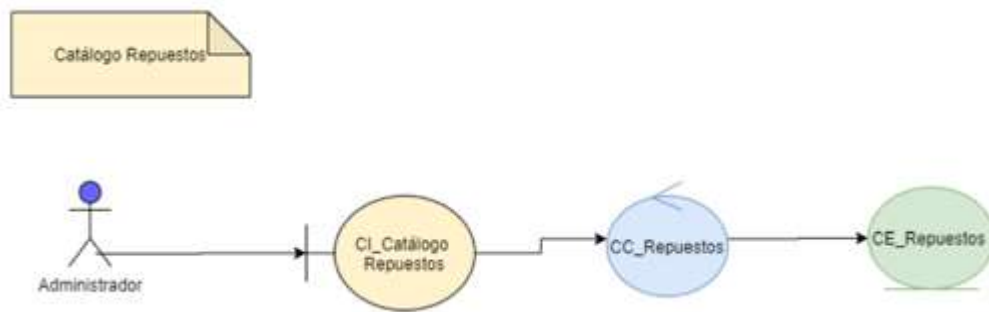 Catálogo Repuestos
CI_Catálogo
Repuestos
CC_Repuestos
CE_Repuestos
Administrador